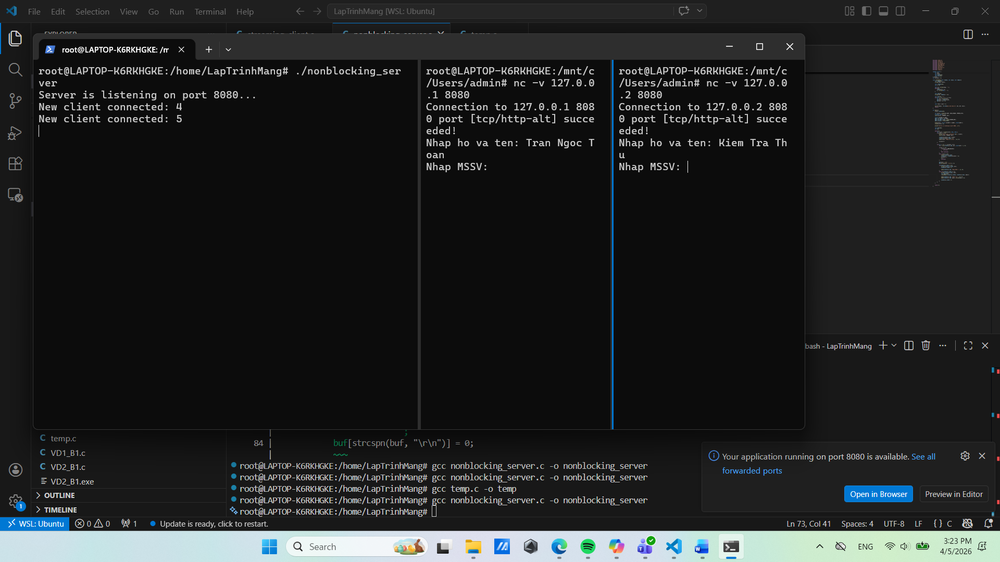 File Edit Selection View Go Run Terminal Help
LapTrinhMang [WSL: Ubuntu]
root@LAPTOP-K6RKHGKE: /m
root@LAPTOP-K6RKHGKE:/home/LapTrinhMang# ./nonblocking_ser
ver
Server is listening on port 8080...
New client connected: 4
New client connected: 5
root@LAPTOP-K6RKHGKE:/mnt/c
/Users/admin# nc -v 127.0.0
.1 8080
Connection to 127.0.0.1 808
0 port [tcp/http-alt] succe
eded!
Nhap ho va ten: Tran Ngoc T
oan
Nhap MSSV:
root@LAPTOP-K6RKHGKE:/mnt/c
/Users/admin# nc -v 127.0.0
.2 8080
Connection to 127.0.0.2 808
0 port [tcp/http-alt] succe
eded!
Nhap ho va ten: Kiem Tra Th
u
Nhap MSSV:
bash - LapTrinhMang
C temp.c
C VD1_B1.c
C VD2_B1.c
VD2_B1.exe
OUTLINE
TIMELINE
;
84 | buf[strcspn(buf, "\r\n")] = 0;
| ~~~
root@LAPTOP-K6RKHGKE:/home/LapTrinhMang# gcc nonblocking_server.c -o nonblocking_server
root@LAPTOP-K6RKHGKE:/home/LapTrinhMang# gcc nonblocking_server.c -o nonblocking_server
root@LAPTOP-K6RKHGKE:/home/LapTrinhMang# gcc temp.c -o temp
root@LAPTOP-K6RKHGKE:/home/LapTrinhMang# gcc nonblocking_server.c -o nonblocking_server
root@LAPTOP-K6RKHGKE:/home/LapTrinhMang#
Your application running on port 8080 is available. See all
forwarded ports
Open in Browser Preview in Editor
1
WSL: Ubuntu 0 0 1 Update is ready, click to restart. Ln 73, Col 41 Spaces: 4 UTF-8 LF {} C
Search
ENG
3:23 PM
4/5/2026